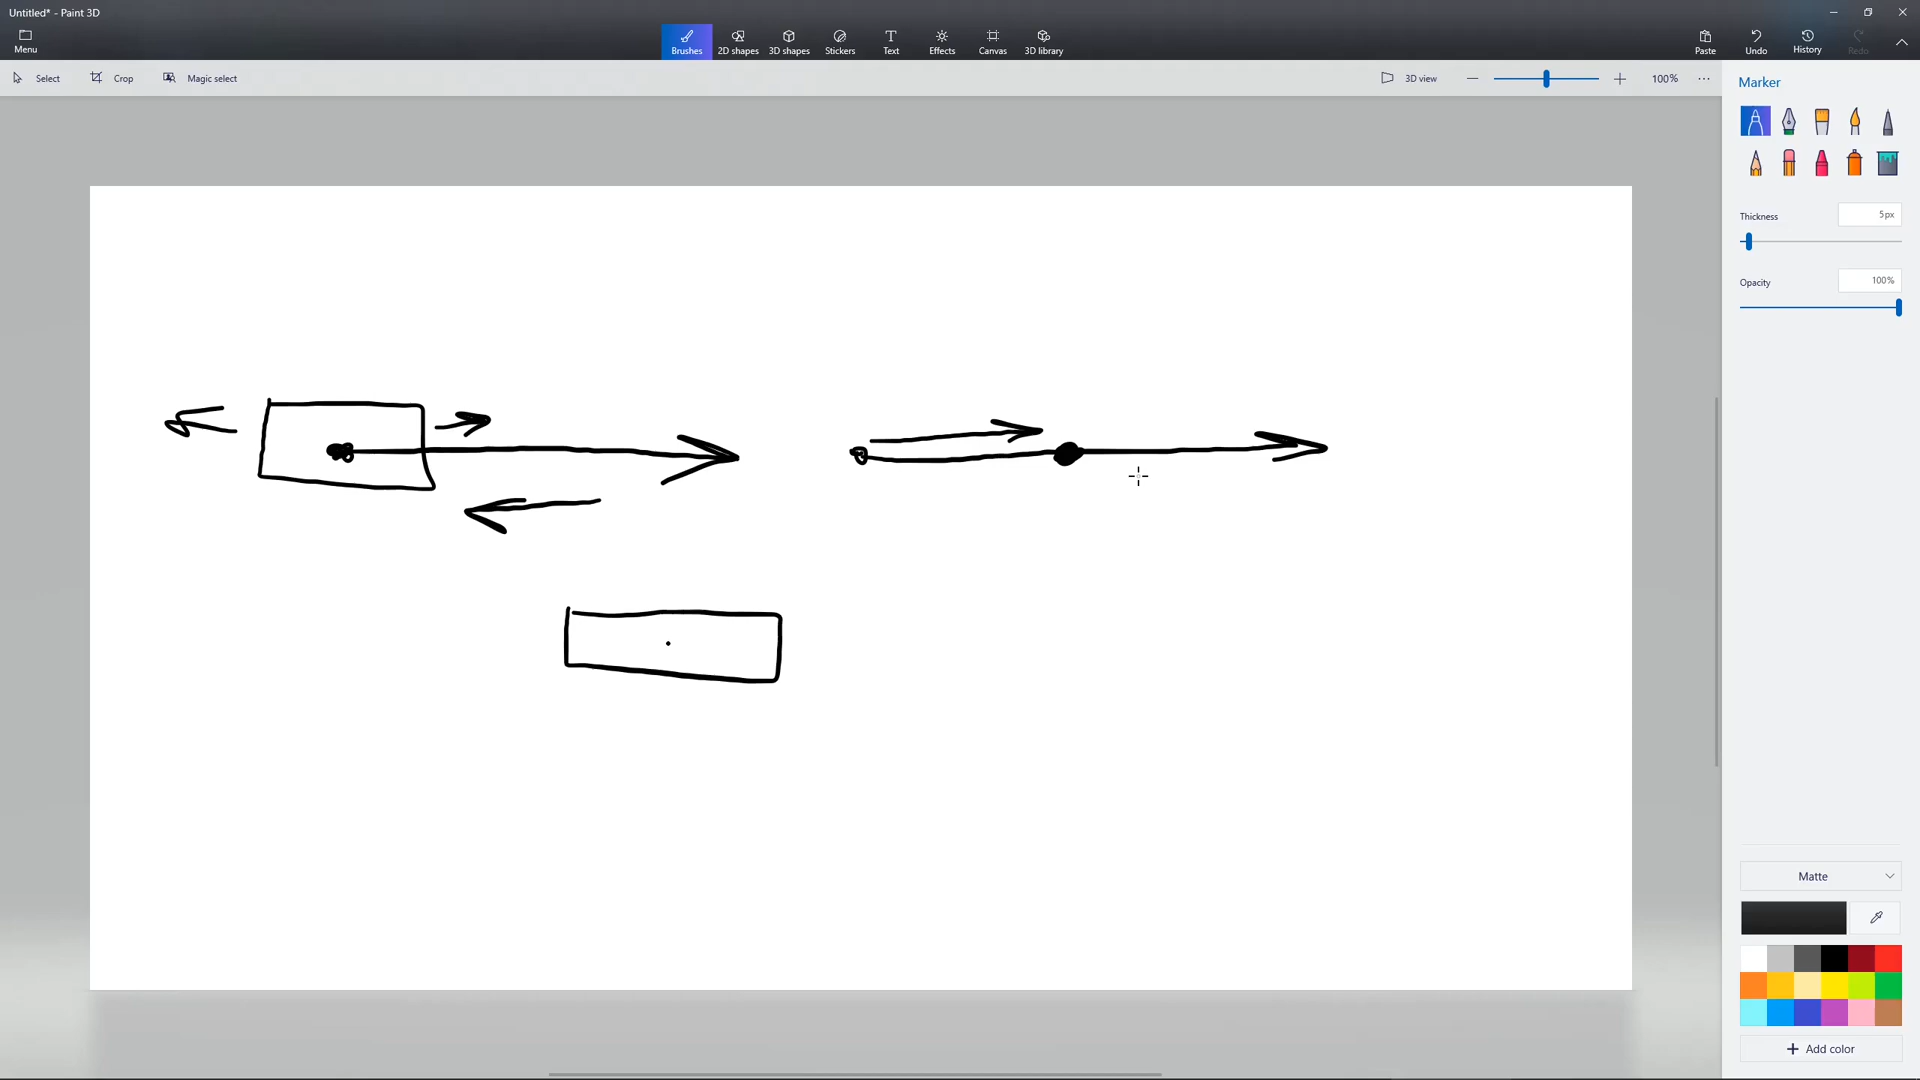 Untitled* - Paint 3D
Menu
Brushes
2D shapes
3D shapes
Stickers
Text
Effects
Canvas
3D library
Paste
Undo
History
Redo
Select
Crop
Magic select
3D view
100%
Marker
Thickness
5px
Opacity
100%
Matte
Add color